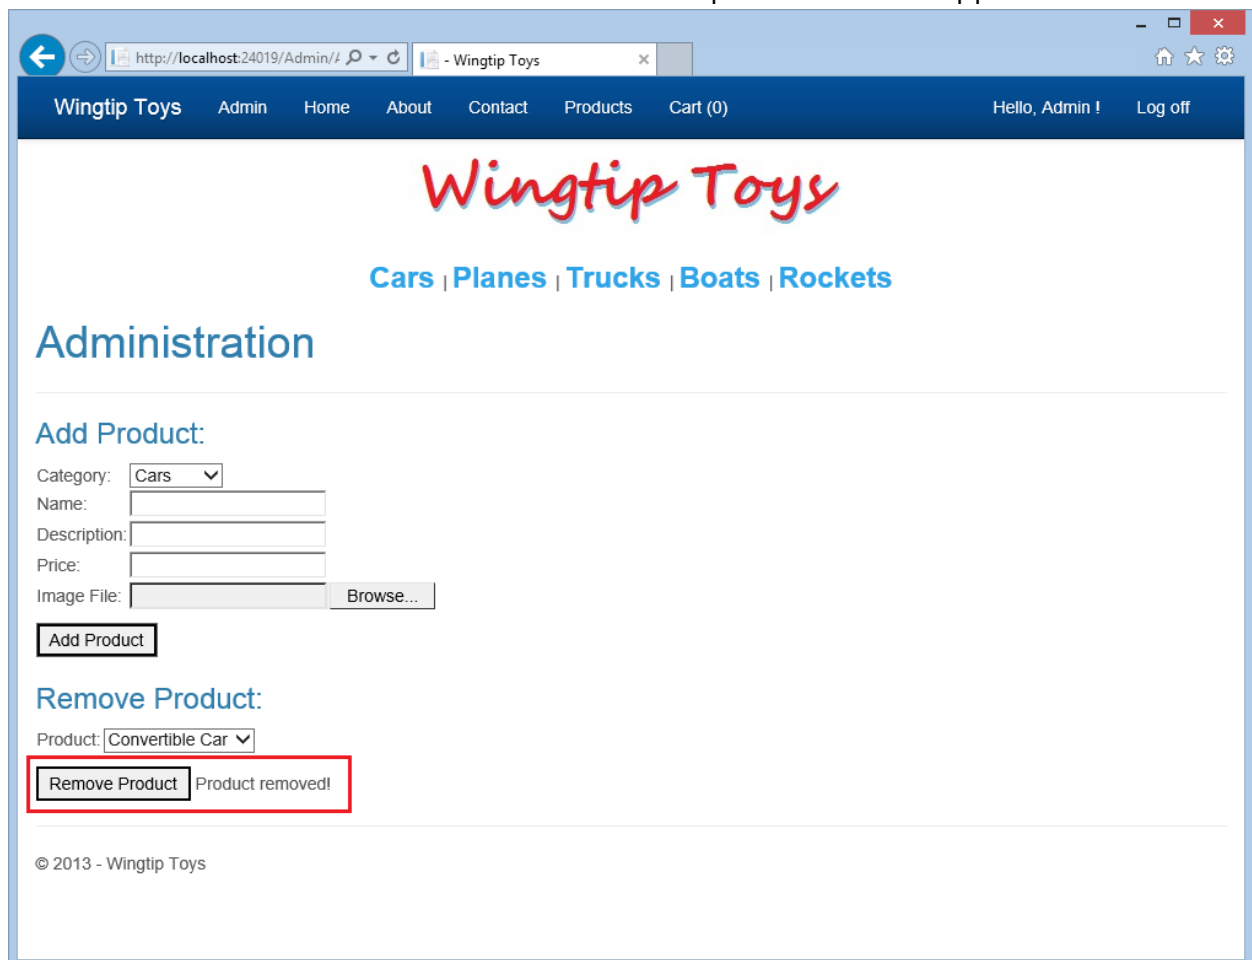 http://localhost:24019/Admin// - Wingtip Toys
Wingtip Toys Admin Home About Contact Products Cart (0) Hello, Admin ! Log off
Wingtip Toys
Cars | Planes | Trucks | Boats | Rockets
Administration
Add Product:
Category: Cars
Name:
Description:
Price:
Image File: Browse...
Add Product
Remove Product:
Product: Convertible Car
Remove Product Product removed!
© 2013 - Wingtip Toys